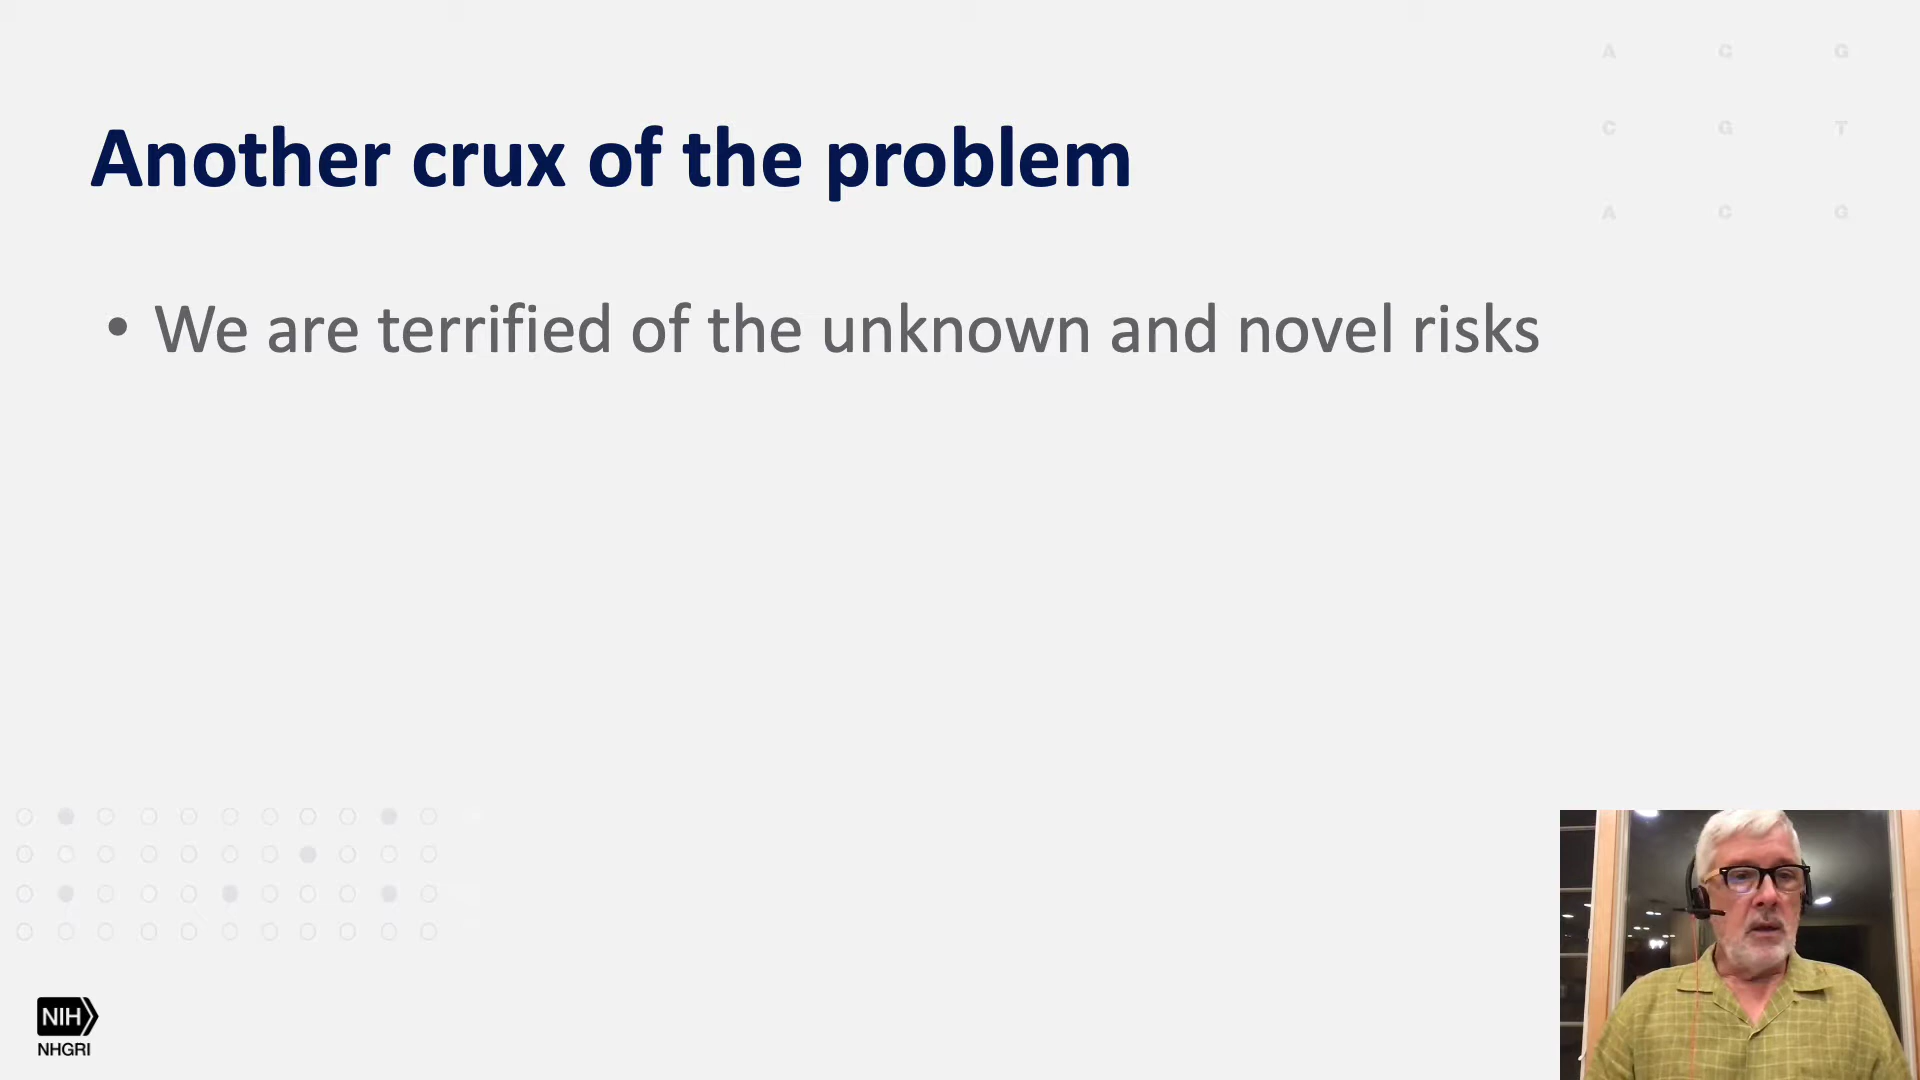 A C G
Another crux of the problem
C G T
A C G
• We are terrified of the unknown and novel risks
NIH
NHGRI